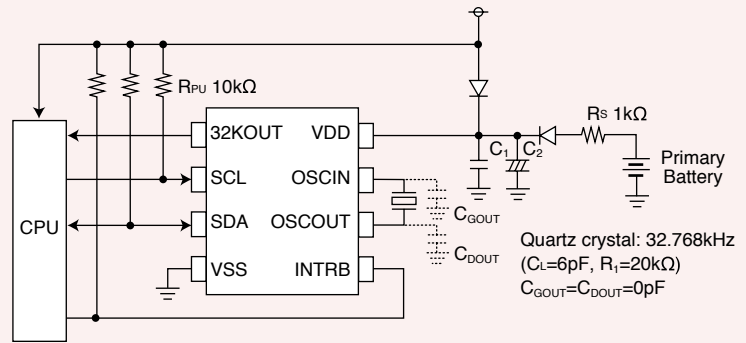 RPU 10kΩ
RS 1kΩ
32KOUT
VDD
C1
C2
Primary
Battery
SCL
OSCIN
CGOUT
CPU
SDA
OSCOUT
CDOUT
VSS
INTRB
Quartz crystal: 32.768kHz
(CL=6pF, R1=20kΩ)
CGOUT=CDOUT=0pF